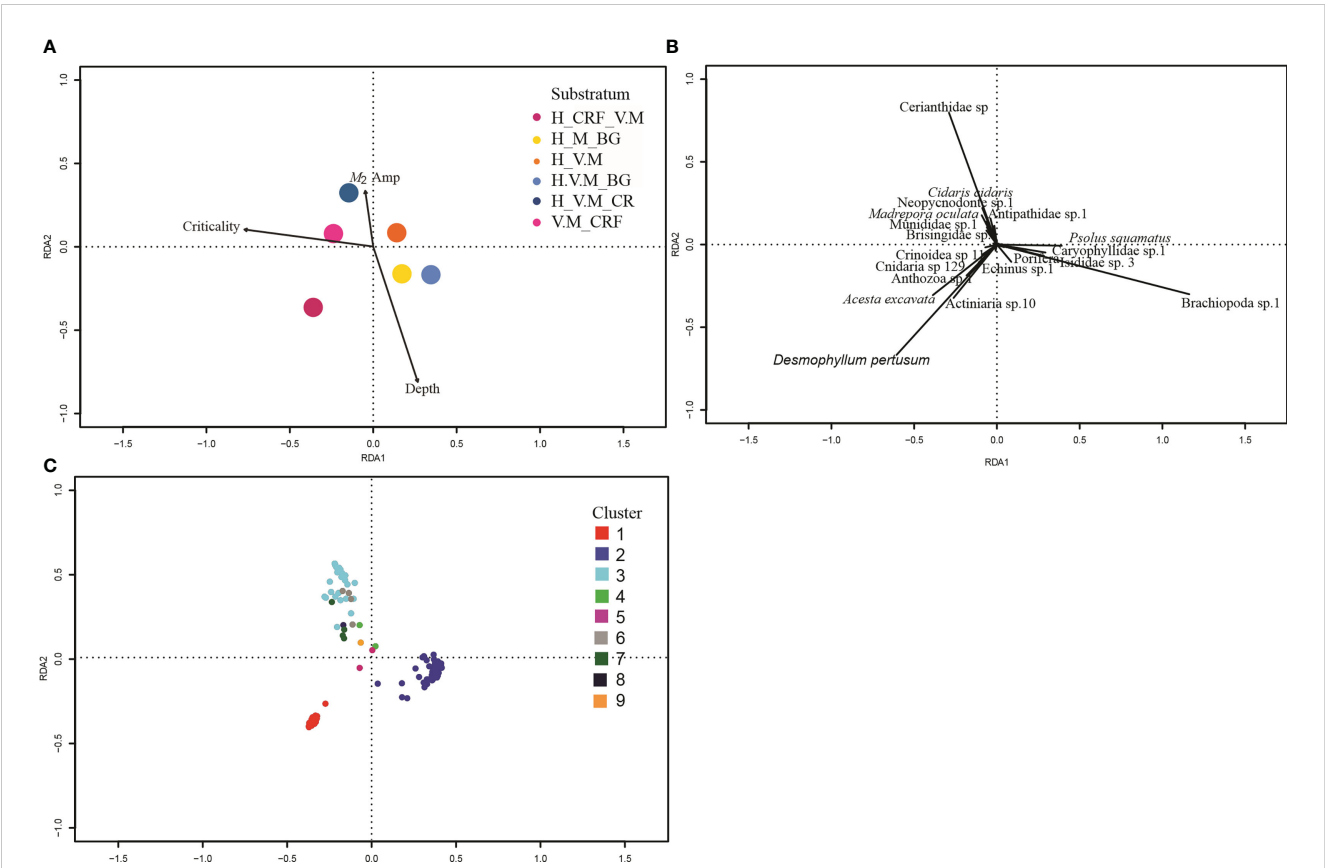 A
B
1.0
0.5
0.0
−0.5
−1.0
RDA2
−1.5
−1.0
−0.5
0.0
0.5
1.0
1.5
RDA1
Substratum
H_CRF_V.M
H_M_BG
H_V.M
H.V.M_BG
H_V.M_CR
V.M_CRF
M2 Amp
Criticality
Depth
1.0
0.5
0.0
−0.5
−1.0
RDA2
−1.5
−1.0
−0.5
0.0
0.5
1.0
1.5
RDA1
Cerianthidae sp
Cidaris cidaris
Neopycnodonte sp.1
Madrepora oculata
Antipathidae sp.1
Munididae sp.1
Brisingidae sp.
Psolus squamatus
Caryophyllidae sp.1
Crinoidea sp 11
Porifera
Isididae sp. 3
Cnidaria sp 129
Echinus sp.1
Anthozoa sp.1
Acesta excavata
Actiniaria sp.10
Brachiopoda sp.1
Desmophyllum pertusum
C
1.0
0.5
0.0
−0.5
−1.0
RDA2
−1.5
−1.0
−0.5
0.0
0.5
1.0
1.5
Cluster
1
2
3
4
5
6
7
8
9